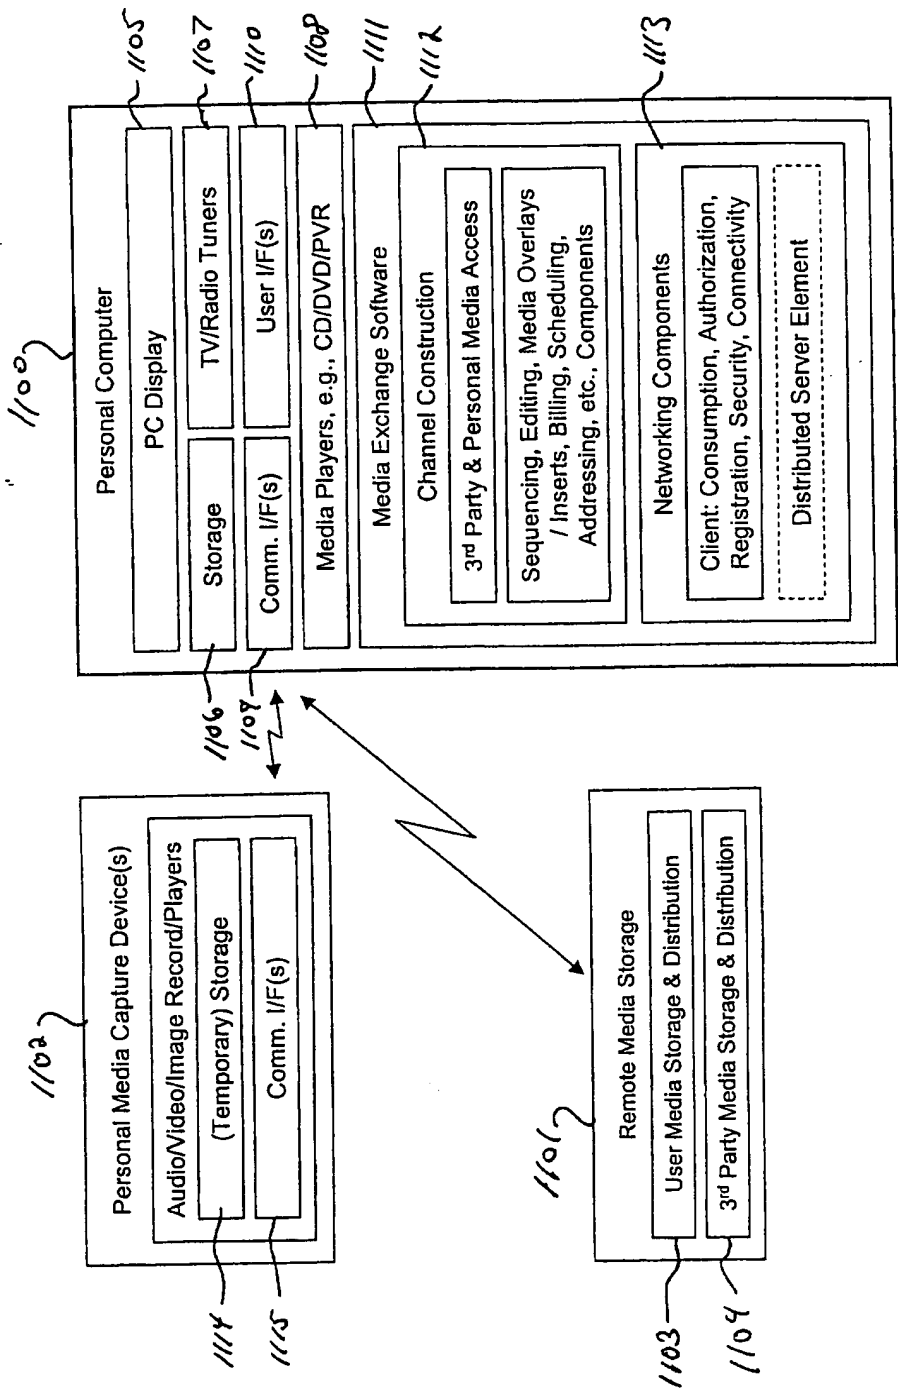 1102
Personal Media Capture Device(s)
Audio/Video/Image Record/Players
(Temporary) Storage
Comm. I/F(s)
1114
1115
1101
Remote Media Storage
User Media Storage & Distribution
3rd Party Media Storage & Distribution
1103
1104
1100
Personal Computer
PC Display
1105
Storage
TV/Radio Tuners
1106
1107
Comm. I/F(s)
User I/F(s)
1109
1110
Media Players, e.g., CD/DVD/PVR
1108
Media Exchange Software
1111
Channel Construction
1112
3rd Party & Personal Media Access
Sequencing, Editing, Media Overlays
/ Inserts, Billing, Scheduling,
Addressing, etc., Components
Networking Components
1113
Client: Consumption, Authorization,
Registration, Security, Connectivity
Distributed Server Element